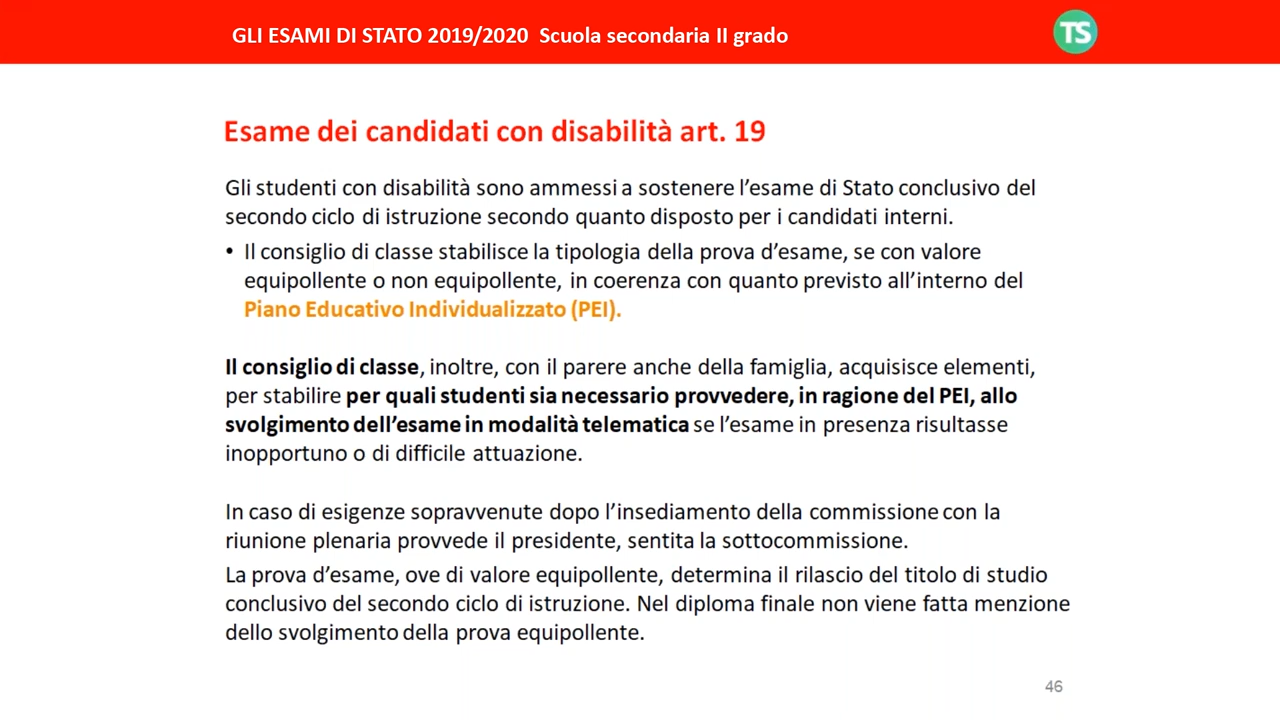 GLI ESAMI DI STATO 2019/2020 Scuola secondaria II grado
TS
Esame dei candidati con disabilità art. 19
Gli studenti con disabilità sono ammessi a sostenere l’esame di Stato conclusivo del
secondo ciclo di istruzione secondo quanto disposto per i candidati interni.
• Il consiglio di classe stabilisce la tipologia della prova d’esame, se con valore
equipollente o non equipollente, in coerenza con quanto previsto all’interno del
Piano Educativo Individualizzato (PEI).
Il consiglio di classe, inoltre, con il parere anche della famiglia, acquisisce elementi,
per stabilire per quali studenti sia necessario provvedere, in ragione del PEI, allo
svolgimento dell’esame in modalità telematica se l’esame in presenza risultasse
inopportuno o di difficile attuazione.
In caso di esigenze sopravvenute dopo l’insediamento della commissione con la
riunione plenaria provvede il presidente, sentita la sottocommissione.
La prova d’esame, ove di valore equipollente, determina il rilascio del titolo di studio
conclusivo del secondo ciclo di istruzione. Nel diploma finale non viene fatta menzione
dello svolgimento della prova equipollente.
46